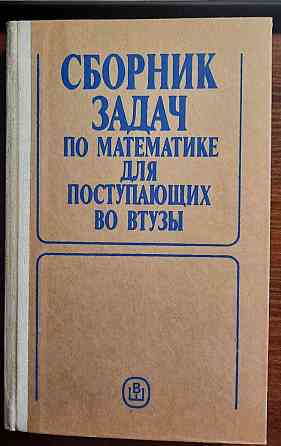 СБОРНИК
ЗАДАЧ
ПО МАТЕМАТИКЕ
ДЛЯ
ПОСТУПАЮЩИХ
ВО ВТУЗЫ